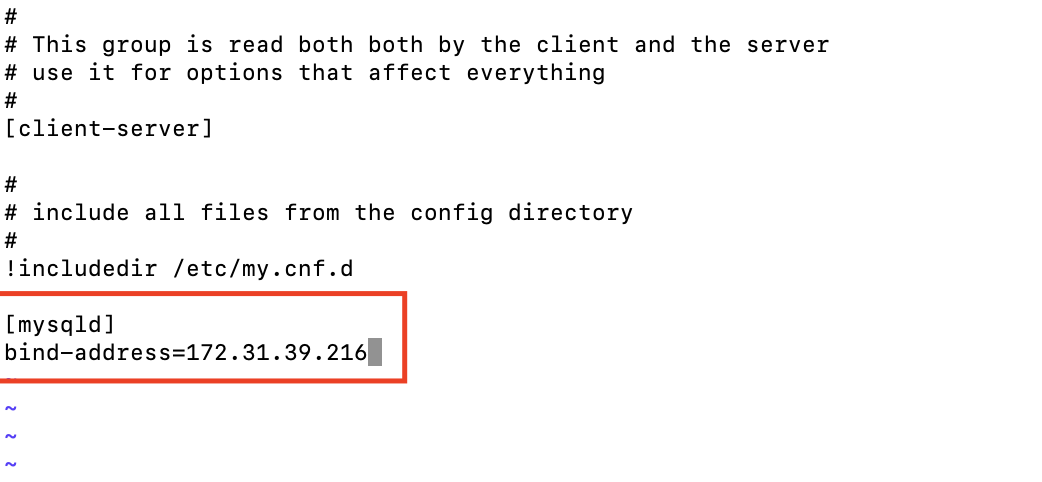 #
# This group is read both both by the client and the server
# use it for options that affect everything
#
[client-server]
#
# include all files from the config directory
#
!includedir /etc/my.cnf.d
[mysqld]
bind-address=172.31.39.216
~
~
~
~